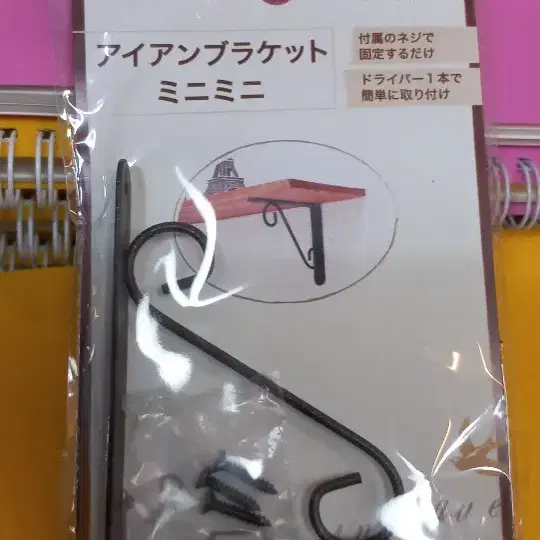 アイアンブラケット
ミニミニ
付属のネジで
固定するだけ
ドライバー1本で
簡単に取り付け